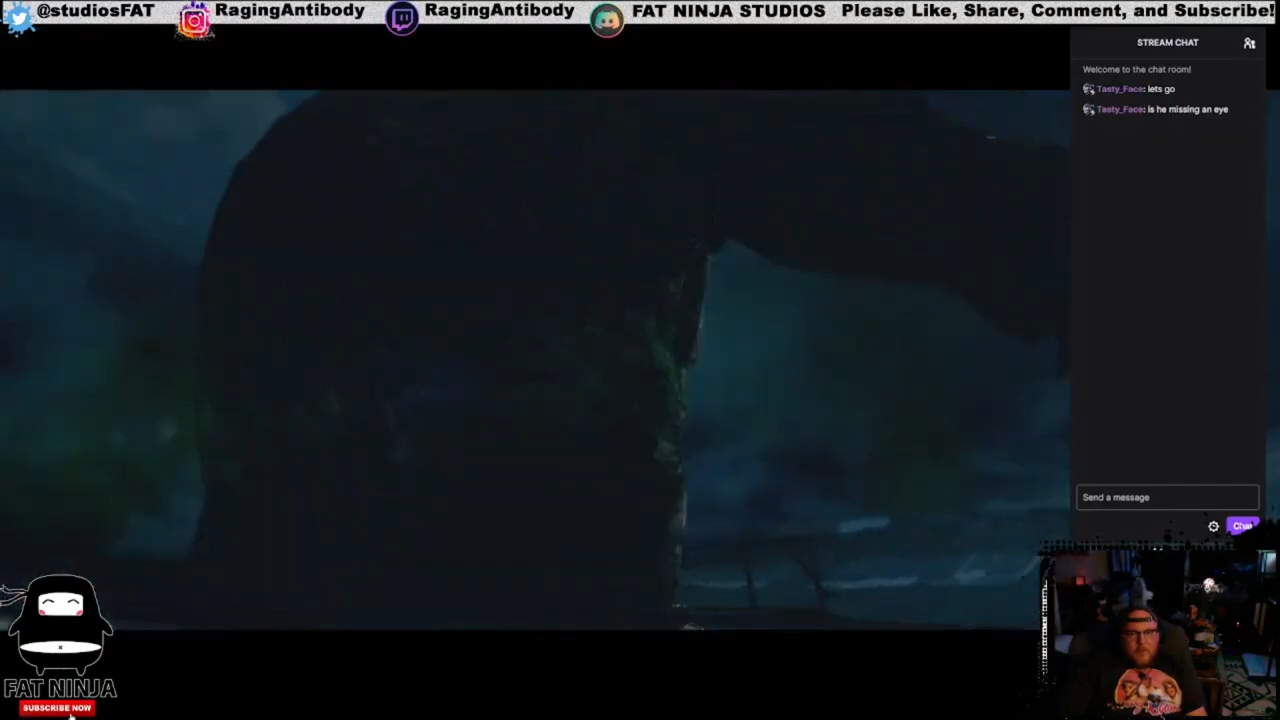 @studiosFAT RagingAntibody RagingAntibody FAT NINJA STUDIOS Please Like, Share, Comment, and Subscribe!
STREAM CHAT
Welcome to the chat room!
Tasty_Face: lets go
Tasty_Face: is he missing an eye
Send a message
Chat
FAT NINJA
SUBSCRIBE NOW